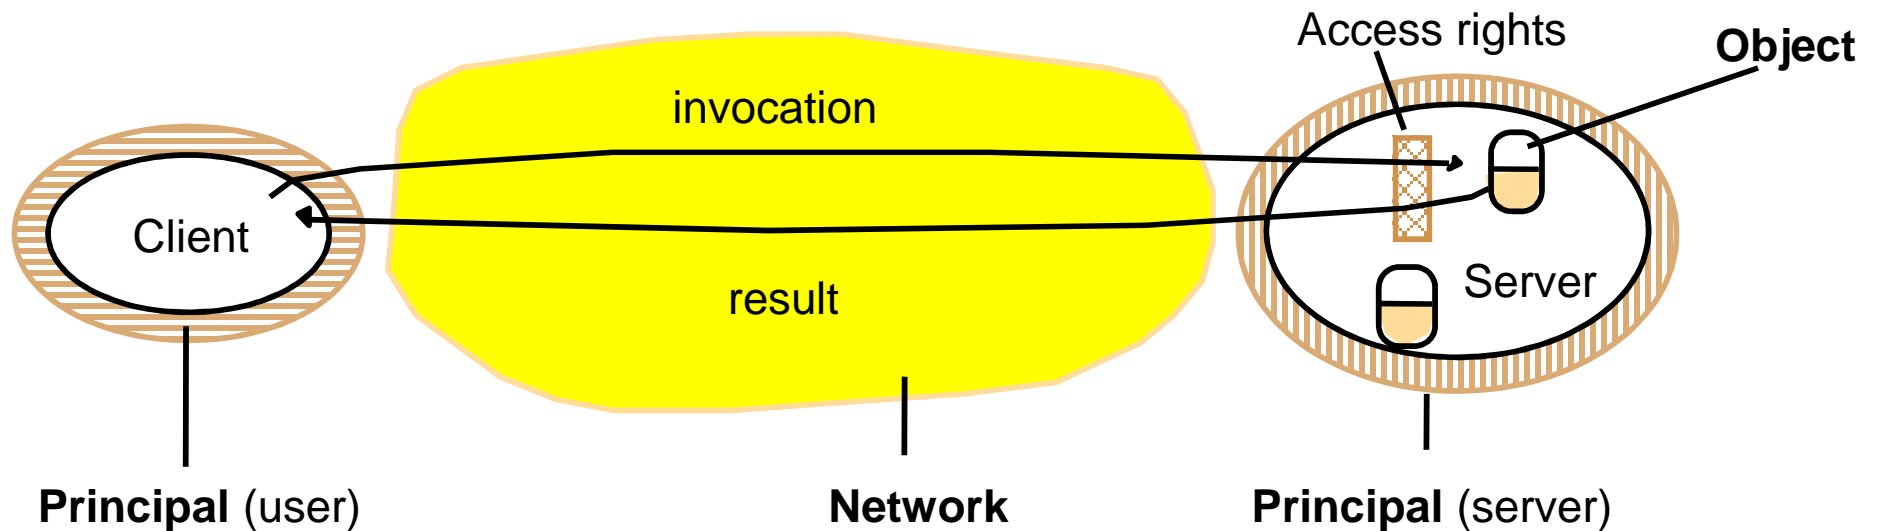 Access rights
Object
invocation
Client
result
Server
Principal (user)
Network
Principal (server)